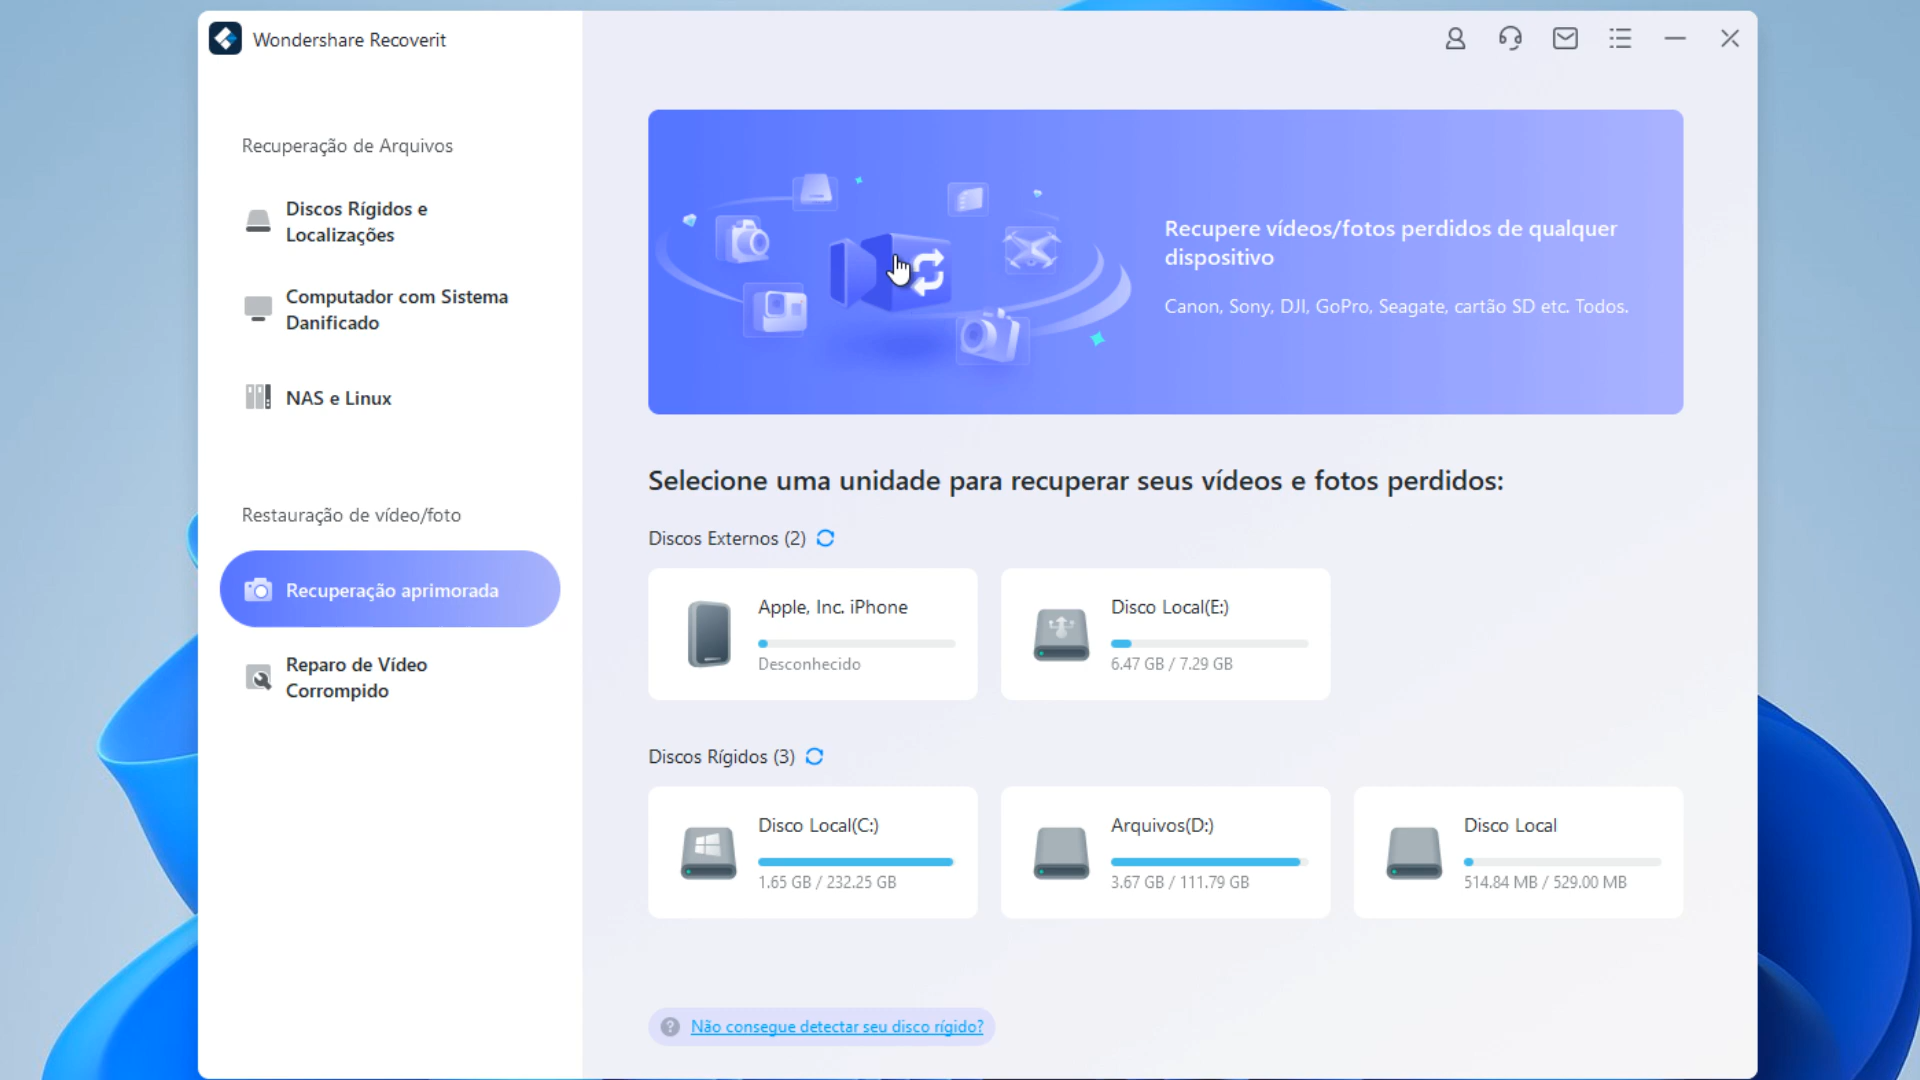 Wondershare Recoverit
Recuperação de Arquivos
Discos Rígidos e
Localizações
Computador com Sistema
Danificado
NAS e Linux
Restauração de vídeo/foto
Recuperação aprimorada
Reparo de Vídeo
Corrompido
Recupere vídeos/fotos perdidos de qualquer
dispositivo
Canon, Sony, DJI, GoPro, Seagate, cartão SD etc. Todos.
Selecione uma unidade para recuperar seus vídeos e fotos perdidos:
Discos Externos (2)
Apple, Inc. iPhone
Desconhecido
Disco Local(E:)
6.47 GB / 7.29 GB
Discos Rígidos (3)
Disco Local(C:)
1.65 GB / 232.25 GB
Arquivos(D:)
3.67 GB / 111.79 GB
Disco Local
514.84 MB / 529.00 MB
Não consegue detectar seu disco rígido?